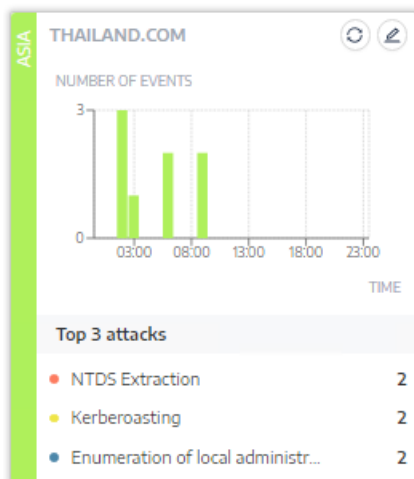 ASIA
THAILAND.COM
NUMBER OF EVENTS
3
0
03:00 08:00 13:00 18:00 23:00
TIME
Top 3 attacks
NTDS Extraction 2
Kerberoasting 2
Enumeration of local administr... 2